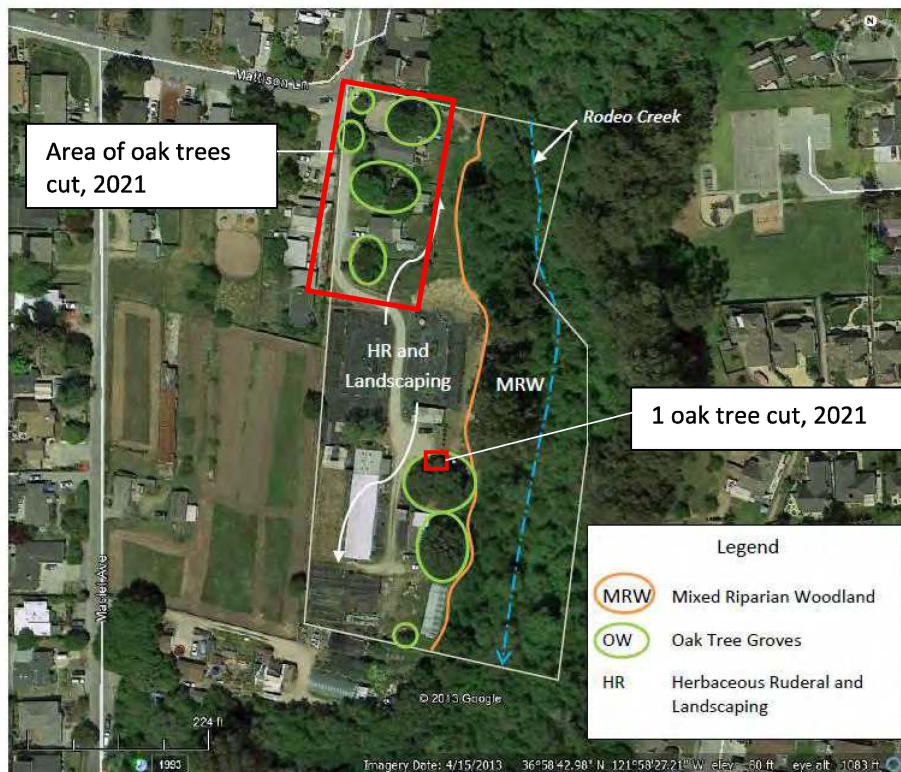 N
Mattison Ln
Rodeo Creek
Area of oak trees
cut, 2021
HR and
Landscaping
MRW
1 oak tree cut, 2021
Maciel Ave
Legend
MRW Mixed Riparian Woodland
OW Oak Tree Groves
HR Herbaceous Ruderal and
Landscaping
© 2013 Google
224 ft
1993
Imagery Date: 4/15/2013 36°58'42.98" N 121°58'27.21" W elev 60 ft eye alt 1083 ft